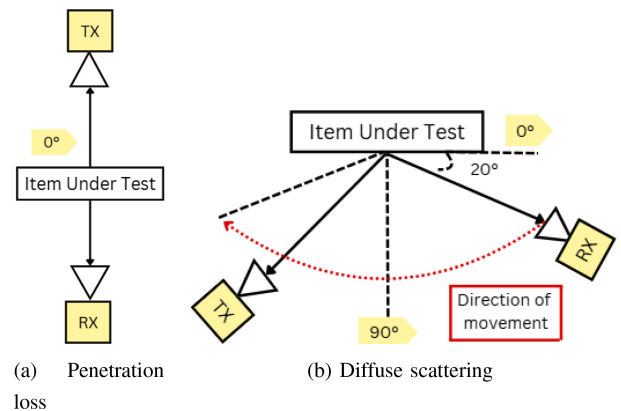 TX
0°
Item Under Test
RX
(a) Penetration
loss
Item Under Test
0°
20°
TX
RX
90°
Direction of
movement
(b) Diffuse scattering